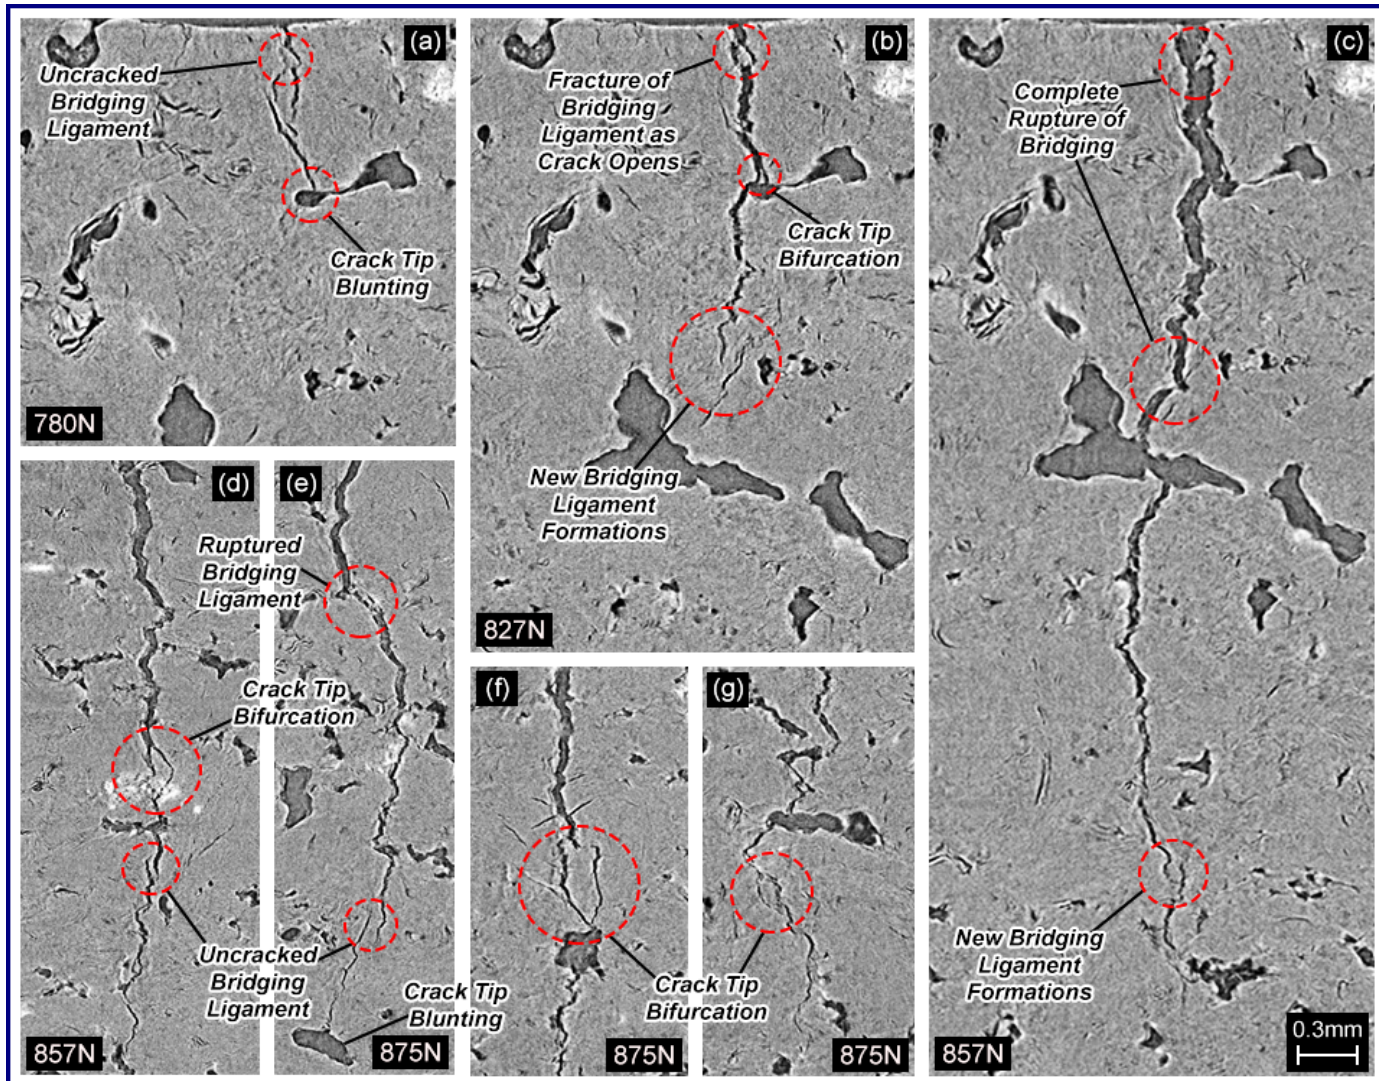 (a)
Uncracked
Bridging
Ligament
Crack Tip
Blunting
780N
(b)
Fracture of
Bridging
Ligament as
Crack Opens
Crack Tip
Bifurcation
New Bridging
Ligament
Formations
827N
(c)
Complete
Rupture of
Bridging
New Bridging
Ligament
Formations
857N
0.3mm
(d)
Crack Tip
Bifurcation
Uncracked
Bridging
Ligament
857N
(e)
Ruptured
Bridging
Ligament
Crack Tip
Blunting
875N
(f)
Crack Tip
Bifurcation
875N
(g)
875N